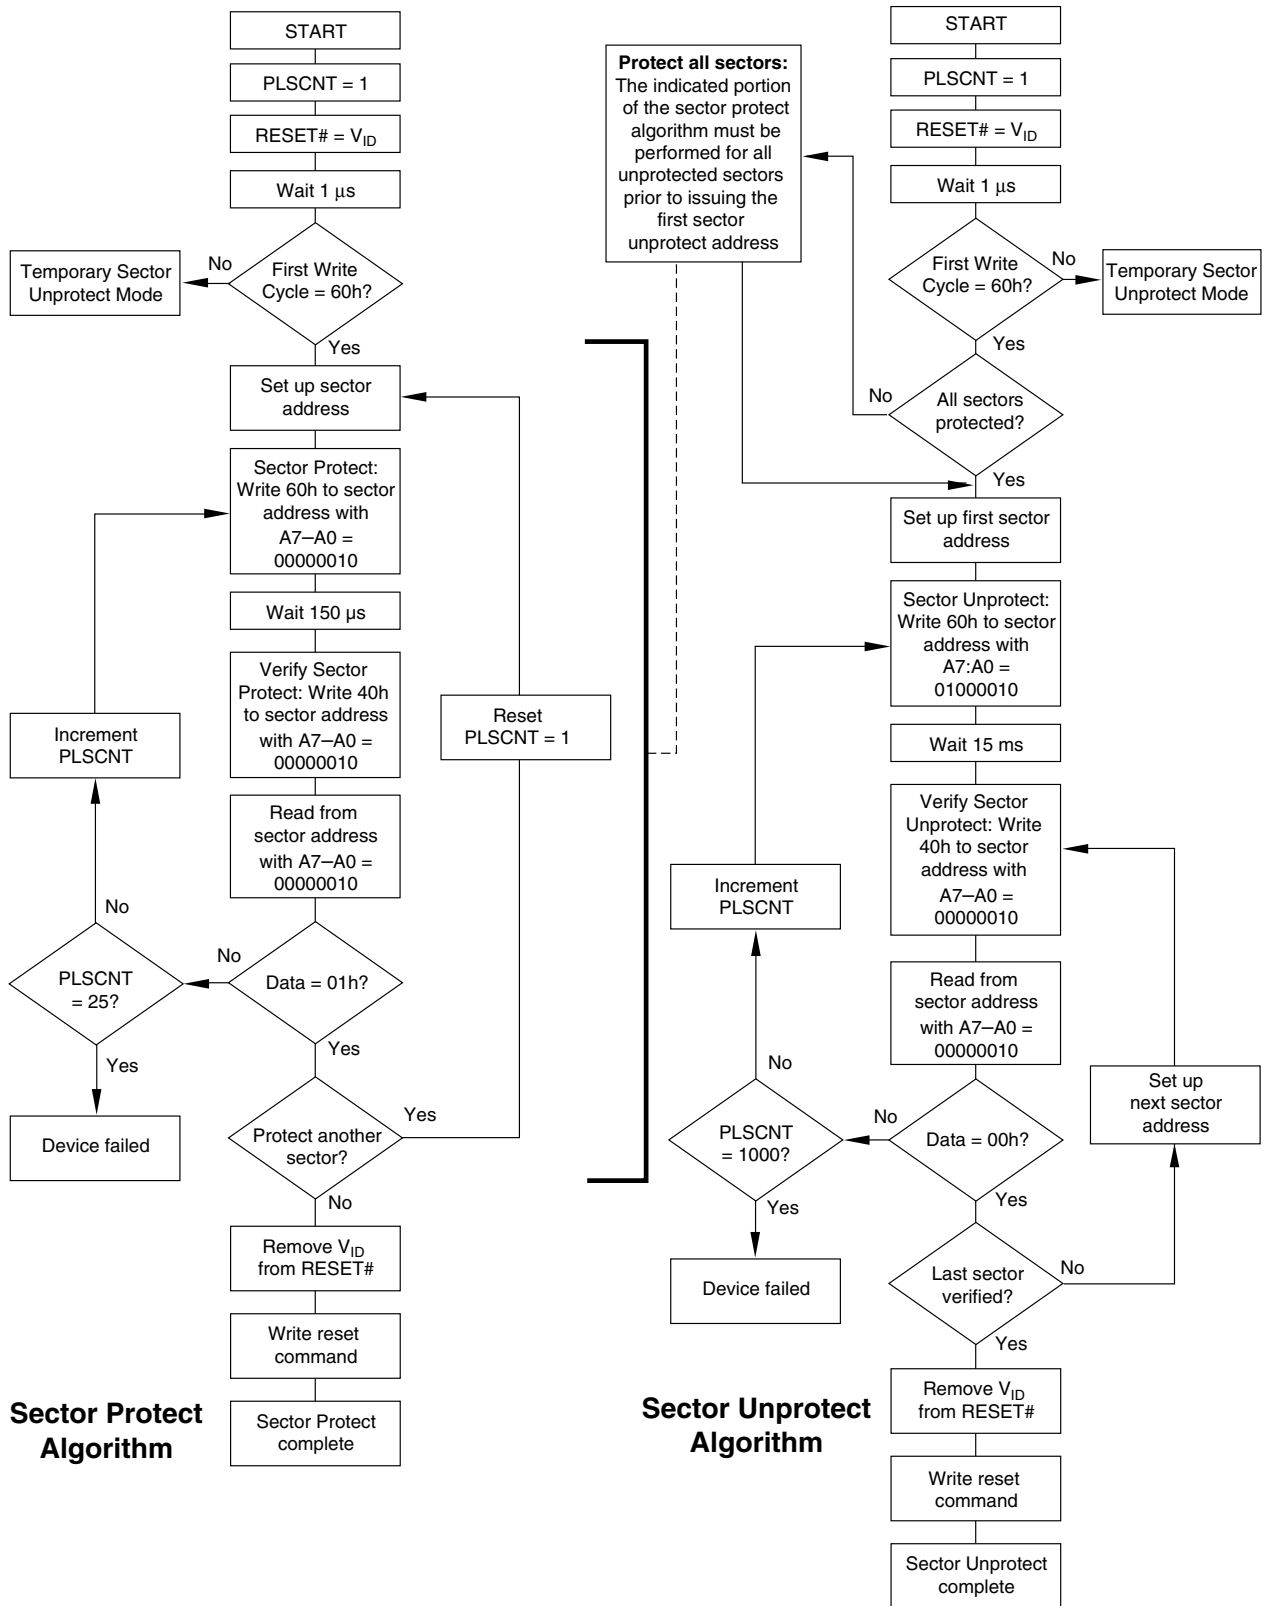 START
PLSCNT = 1
RESET# = VID
Wait 1 μs
First Write
Cycle = 60h?
No
Temporary Sector
Unprotect Mode
Yes
Set up sector
address
Sector Protect:
Write 60h to sector
address with
A7–A0 =
00000010
Wait 150 µs
Verify Sector
Protect: Write 40h
to sector address
with A7–A0 =
00000010
Increment
PLSCNT
Reset
PLSCNT = 1
Read from
sector address
with A7–A0 =
00000010
No
PLSCNT
= 25?
No
Data = 01h?
Yes
Yes
Device failed
Yes
Protect another
sector?
No
Remove VID
from RESET#
Write reset
command
Sector Protect
complete
Sector Protect
Algorithm
Protect all sectors:
The indicated portion
of the sector protect
algorithm must be
performed for all
unprotected sectors
prior to issuing the
first sector
unprotect address
START
PLSCNT = 1
RESET# = VID
Wait 1 μs
First Write
Cycle = 60h?
No
Temporary Sector
Unprotect Mode
Yes
No
All sectors
protected?
Yes
Set up first sector
address
Sector Unprotect:
Write 60h to sector
address with
A7:A0 =
01000010
Wait 15 ms
Verify Sector
Unprotect: Write
40h to sector
address with
A7–A0 =
00000010
Increment
PLSCNT
Read from
sector address
with A7–A0 =
00000010
No
Set up
next sector
address
PLSCNT
= 1000?
No
Data = 00h?
Yes
Yes
Device failed
Last sector
verified?
No
Yes
Remove VID
from RESET#
Write reset
command
Sector Unprotect
complete
Sector Unprotect
Algorithm